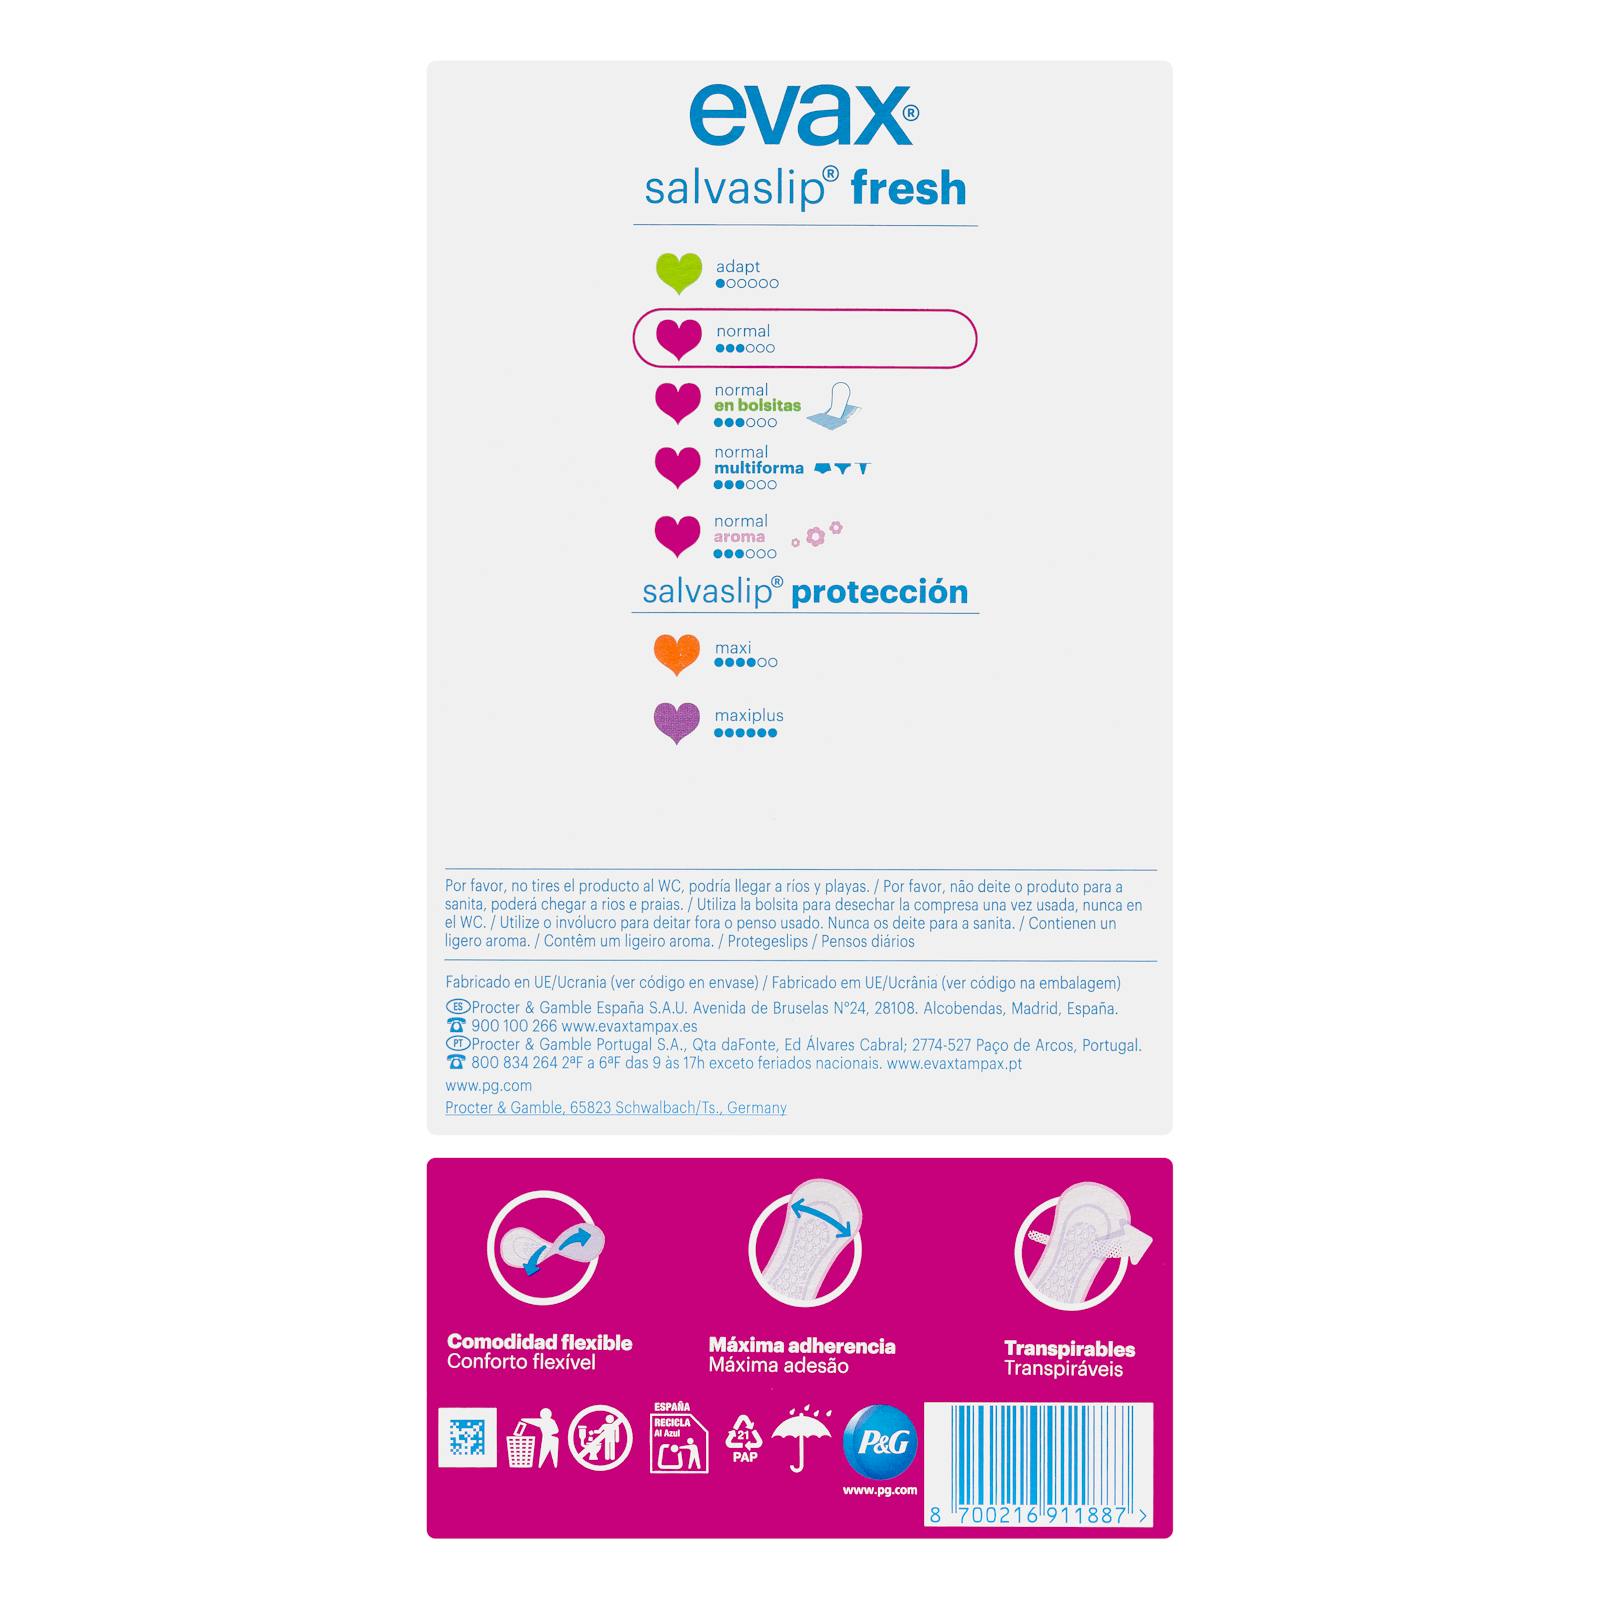 evax®
salvaslip® fresh
adapt
normal
normal
en bolsitas
normal
multiforma
normal
aroma
salvaslip® protección
maxi
maxiplus
Por favor, no tires el producto al WC, podría llegar a ríos y playas. / Por favor, não deite o produto para a
sanita, poderá chegar a rios e praias. / Utiliza la bolsita para desechar la compresa una vez usada, nunca en
el WC. / Utilize o invólucro para deitar fora o penso usado. Nunca os deite para a sanita. / Contienen un
ligero aroma. / Contêm um ligeiro aroma. / Protegeslips / Pensos diários
Fabricado en UE/Ucrania (ver código en envase) / Fabricado em UE/Ucrânia (ver código na embalagem)
ES Procter & Gamble España S.A.U. Avenida de Bruselas Nº24, 28108. Alcobendas, Madrid, España.
900 100 266 www.evaxtampax.es
PT Procter & Gamble Portugal S.A., Qta daFonte, Ed Álvares Cabral; 2774-527 Paço de Arcos, Portugal.
800 834 264 2ªF a 6ªF das 9 às 17h exceto feriados nacionais. www.evaxtampax.pt
www.pg.com
Procter & Gamble, 65823 Schwalbach/Ts., Germany
Comodidad flexible
Conforto flexível
Máxima adherencia
Máxima adesão
Transpirables
Transpiráveis
ESPAÑA
RECICLA
Al Azul
21
PAP
P&G
www.pg.com
8 700216 911887 >